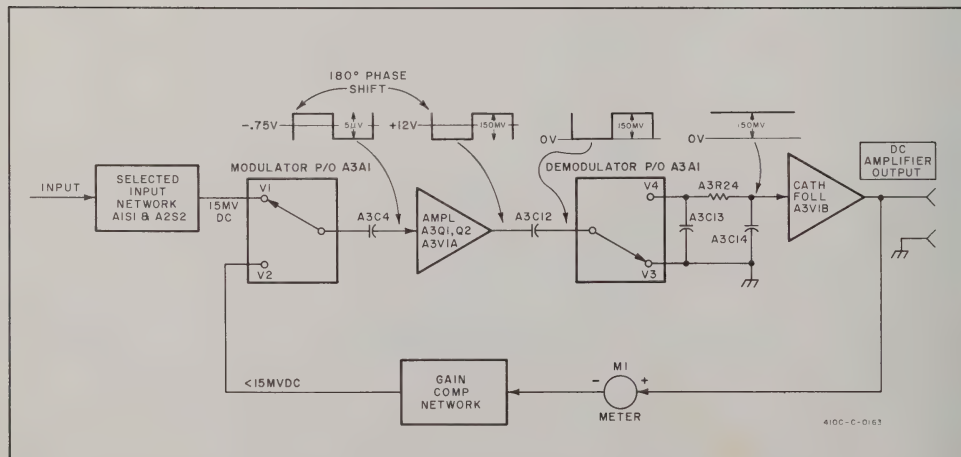 180° PHASE
SHIFT
-.75V
5µV
+12V
150MV
0V
150MV
0V
150MV
MODULATOR P/O A3A1
DEMODULATOR P/O A3A1
DC
AMPLIFIER
OUTPUT
INPUT
SELECTED
INPUT
NETWORK
A1S1 & A2S2
15MV
DC
V1
V2
A3C4
AMPL
A3Q1,Q2
A3V1A
A3C12
V4
V3
A3R24
A3C13
A3C14
CATH
FOLL
A3V1B
<15MVDC
GAIN
COMP
NETWORK
- M1 +
METER
410C-C-0163